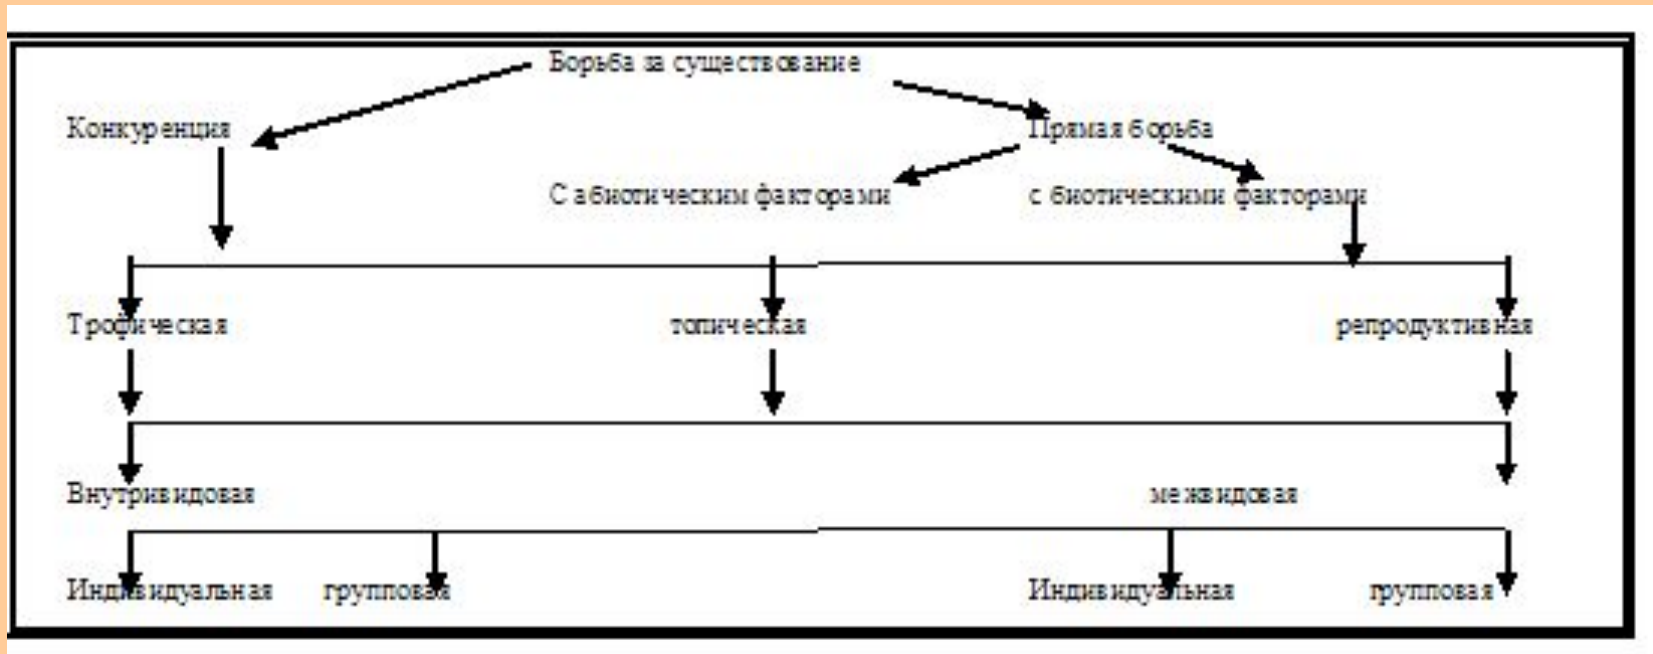 Борьба за существование
Конкуренция Прямая борьба
С абиотическим факторами с биотическими факторами
Трофическая топическая репродуктивная
Внутривидовая межвидовая
Индивидуальная групповая Индивидуальная групповая